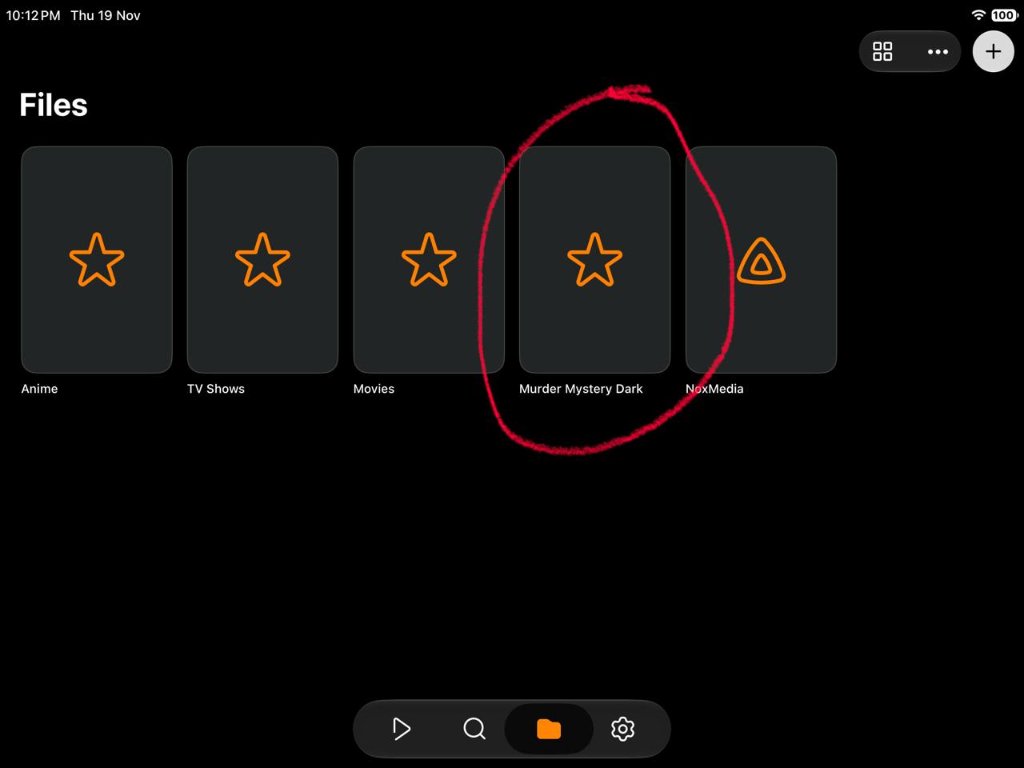 10:12 PM Thu 19 Nov
100
Files
Anime
TV Shows
Movies
Murder Mystery Dark
NoxMedia